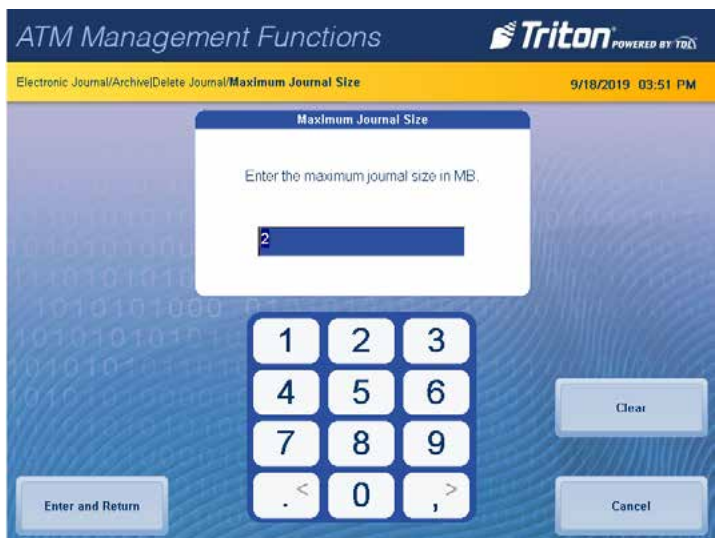 ATM Management Functions
Triton POWERED BY TDL
Electronic Journal/Archive|Delete Journal/Maximum Journal Size
9/18/2019 03:51 PM
Maximum Journal Size
Enter the maximum journal size in MB.
2
1 2 3
4 5 6
7 8 9
. < 0 , >
Clear
Enter and Return
Cancel